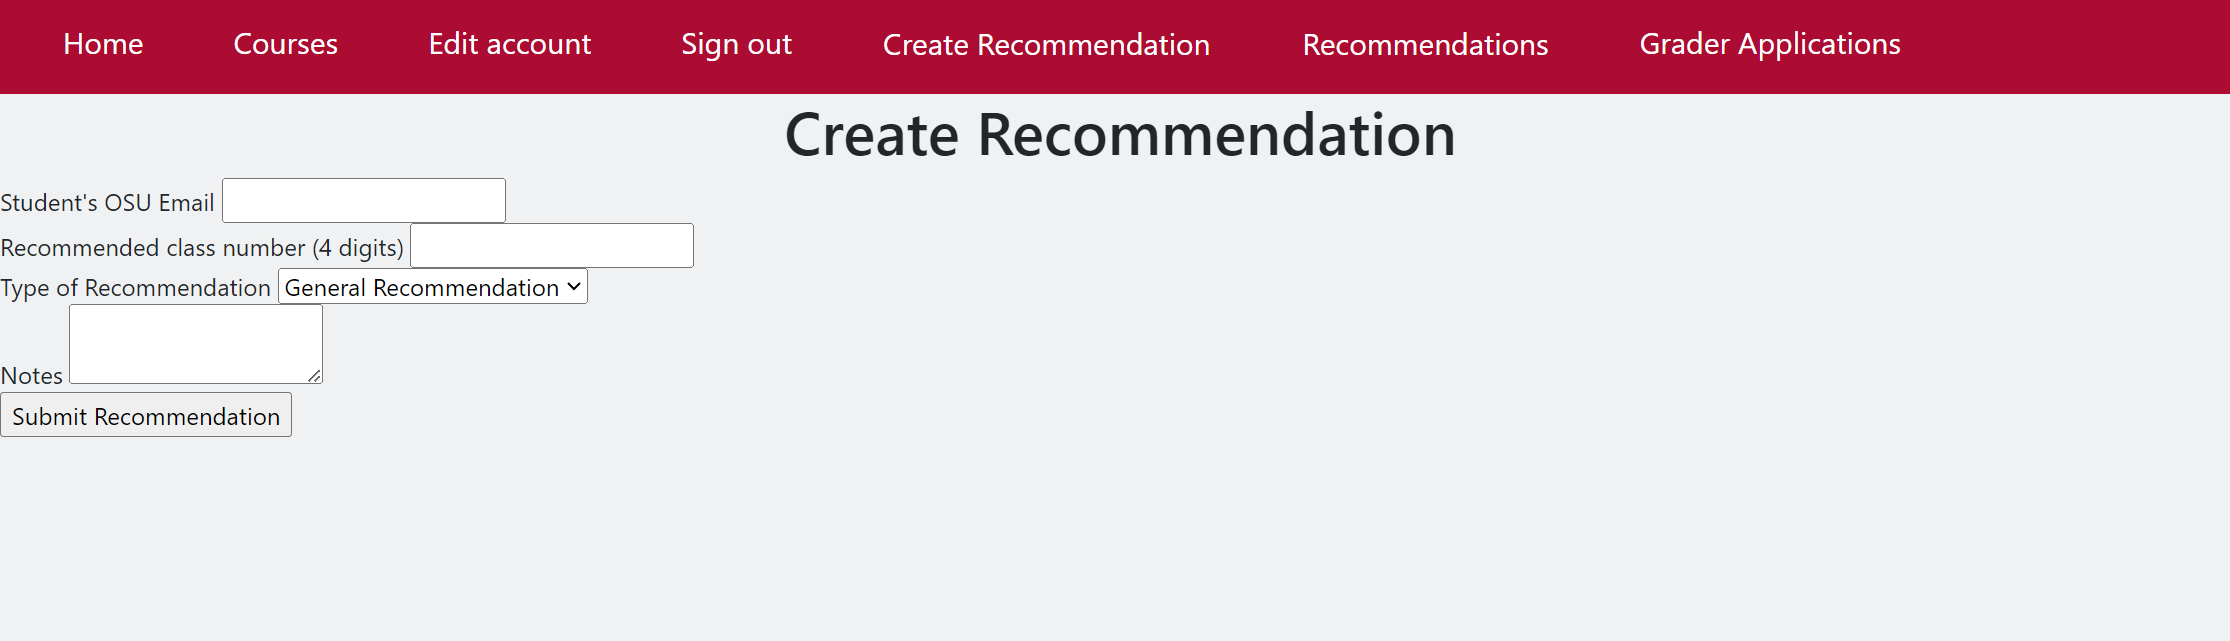 Home Courses Edit account Sign out Create Recommendation Recommendations Grader Applications
Create Recommendation
Student's OSU Email
Recommended class number (4 digits)
Type of Recommendation General Recommendation
Notes
Submit Recommendation